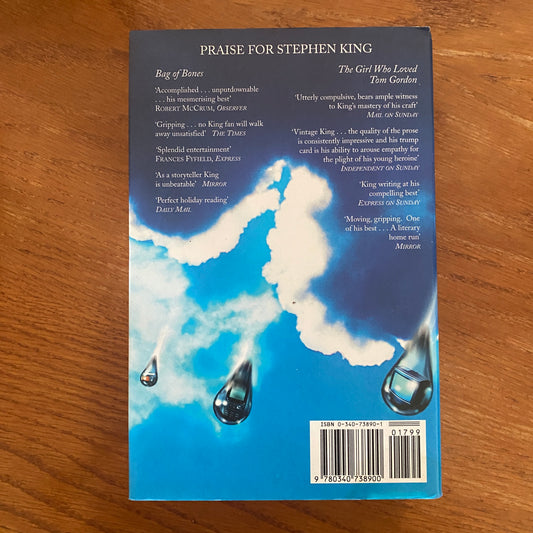 PRAISE FOR STEPHEN KING
Bag of Bones
‘Accomplished . . . unputdownable
. . . his mesmerising best’
ROBERT MCCRUM, OBSERVER
‘Gripping . . . no King fan will walk
away unsatisfied’ THE TIMES
‘Splendid entertainment’
FRANCES FYFIELD, EXPRESS
‘As a storyteller King
is unbeatable’ MIRROR
‘Perfect holiday reading’
DAILY MAIL
The Girl Who Loved
Tom Gordon
‘Utterly compulsive, bears ample witness
to King’s mastery of his craft’
MAIL ON SUNDAY
‘Vintage King . . . the quality of the prose
is consistently impressive and his trump
card is his ability to arouse empathy for
the plight of his young heroine’
INDEPENDENT ON SUNDAY
‘King writing at his
compelling best’
EXPRESS ON SUNDAY
‘Moving, gripping. One
of his best . . . A literary
home run’
MIRROR
ISBN 0-340-73890-1
01799
9 780340 738900